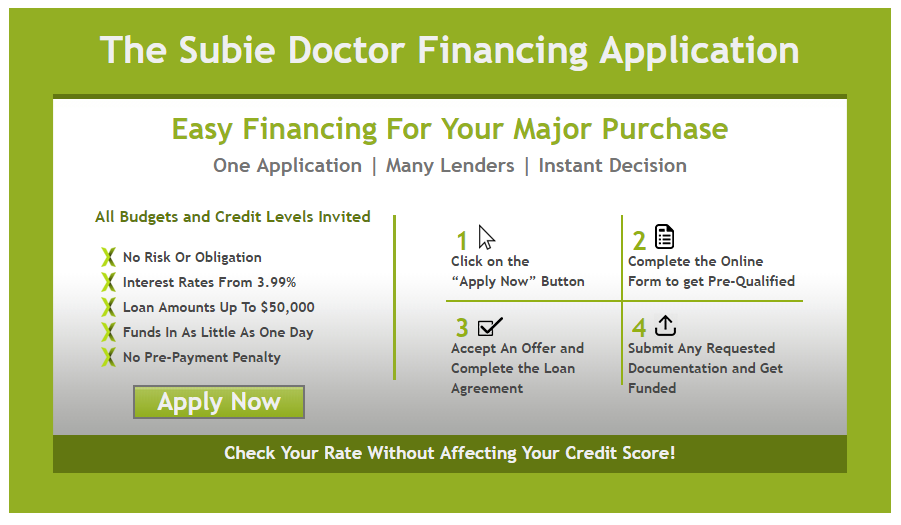 The Subie Doctor Financing Application
Easy Financing For Your Major Purchase
One Application | Many Lenders | Instant Decision
All Budgets and Credit Levels Invited
No Risk Or Obligation
Interest Rates From 3.99%
Loan Amounts Up To $50,000
Funds In As Little As One Day
No Pre-Payment Penalty
Apply Now
1
Click on the
“Apply Now” Button
2
Complete the Online
Form to get Pre-Qualified
3
Accept An Offer and
Complete the Loan
Agreement
4
Submit Any Requested
Documentation and Get
Funded
Check Your Rate Without Affecting Your Credit Score!